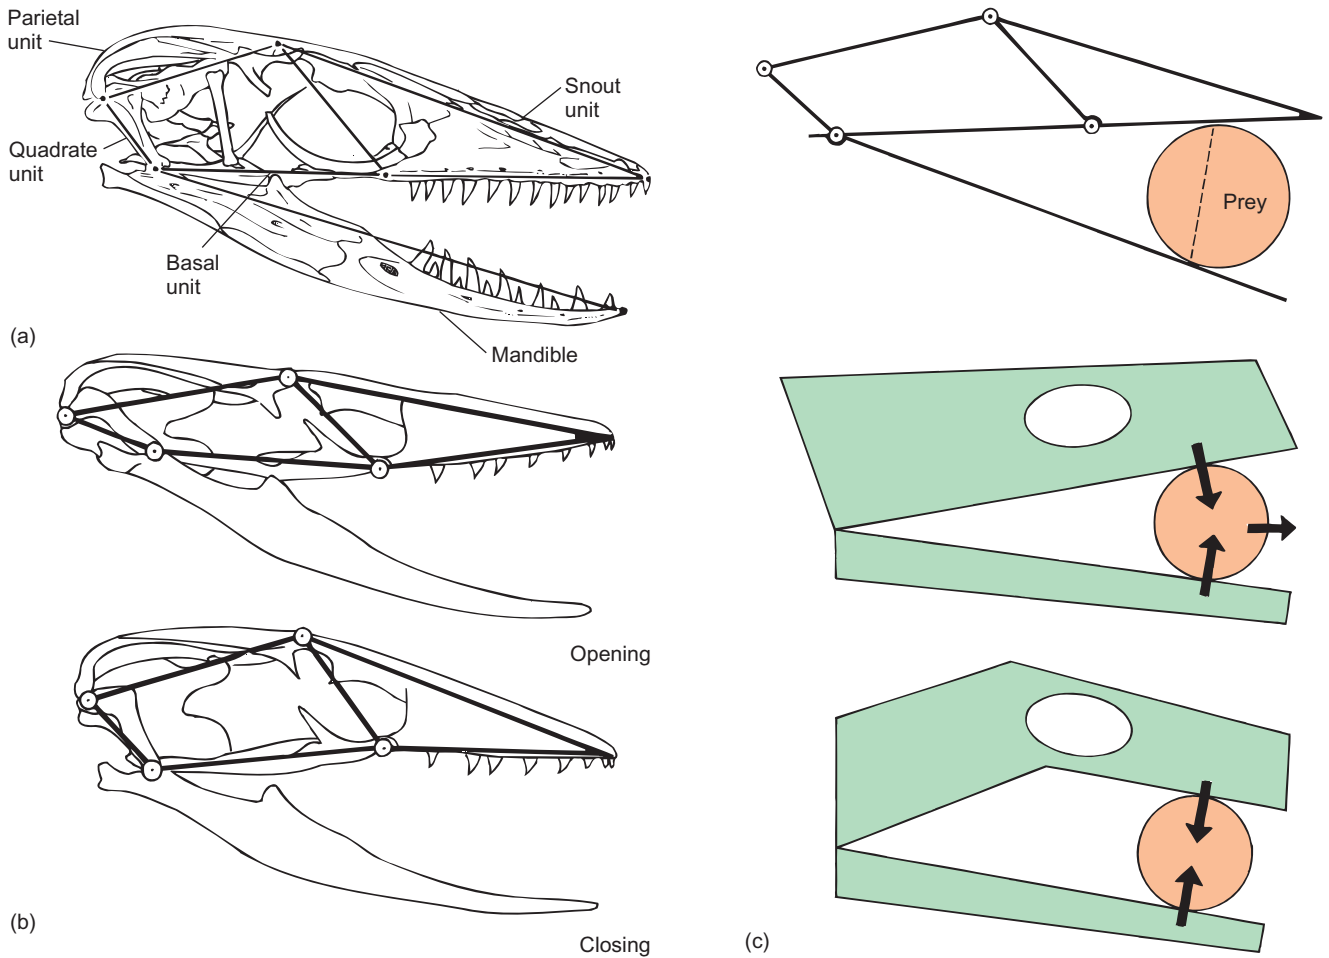 Parietal
unit
Snout
unit
Quadrate
unit
Basal
unit
Mandible
(a)
Opening
(b)
Closing
Prey
(c)